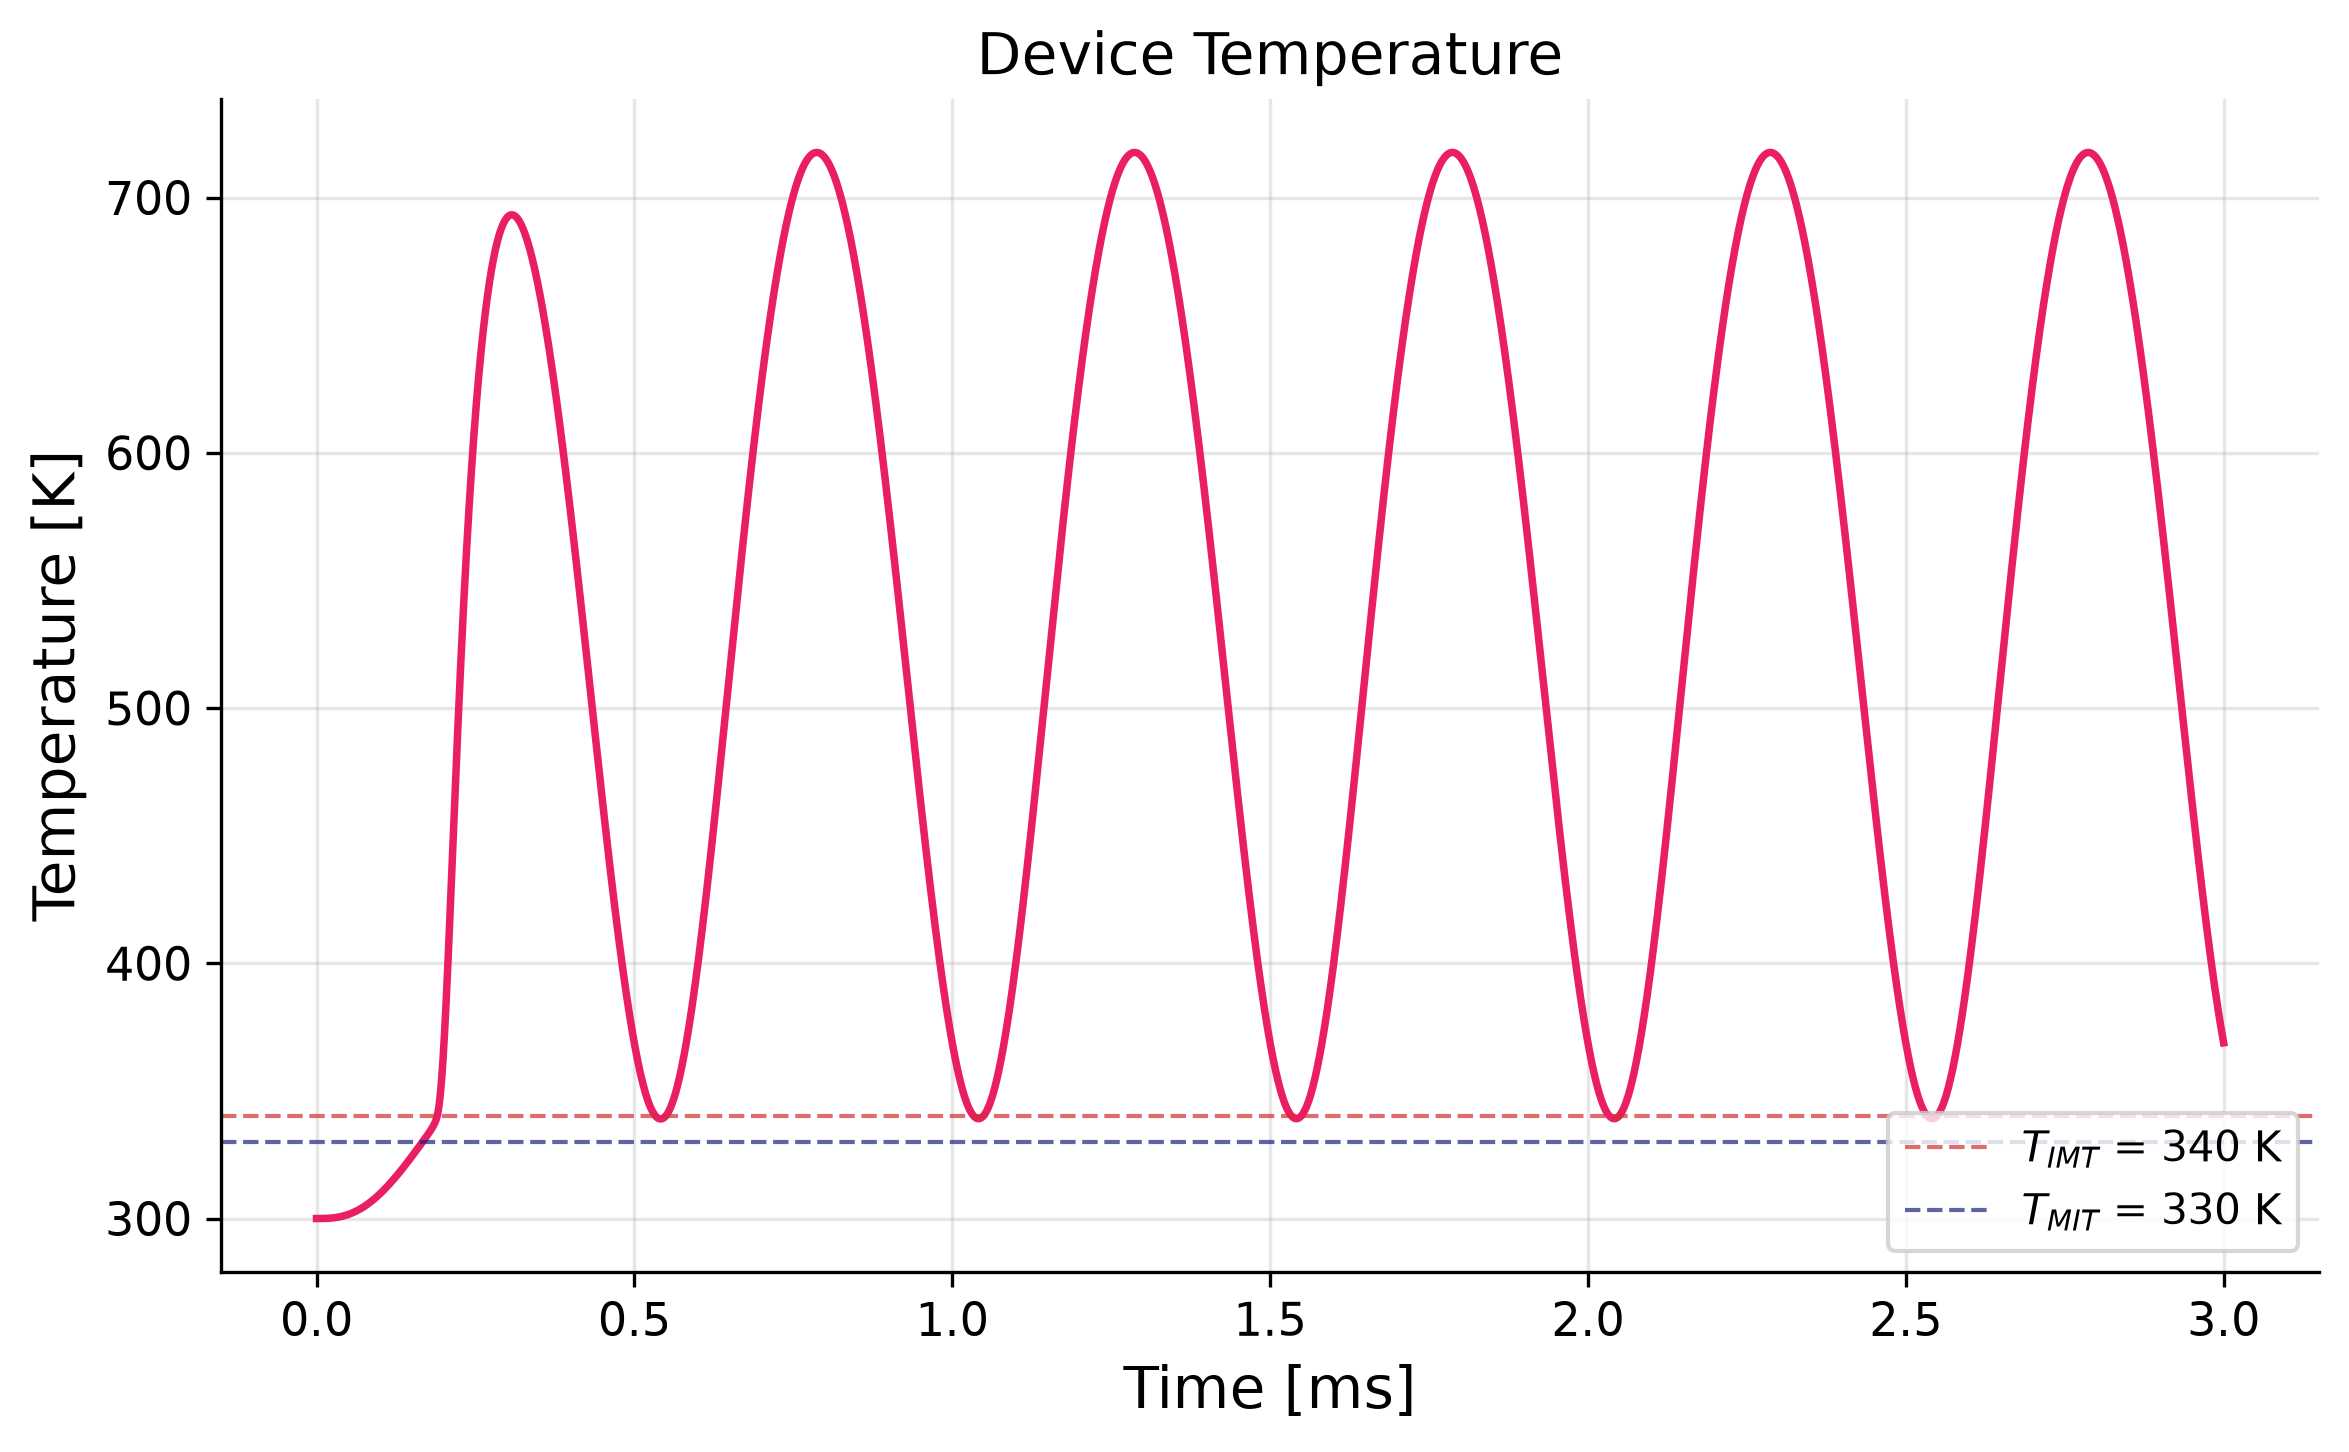 Device Temperature
Temperature [K]
700
600
500
400
300
T_IMT = 340 K
T_MIT = 330 K
0.0 0.5 1.0 1.5 2.0 2.5 3.0
Time [ms]